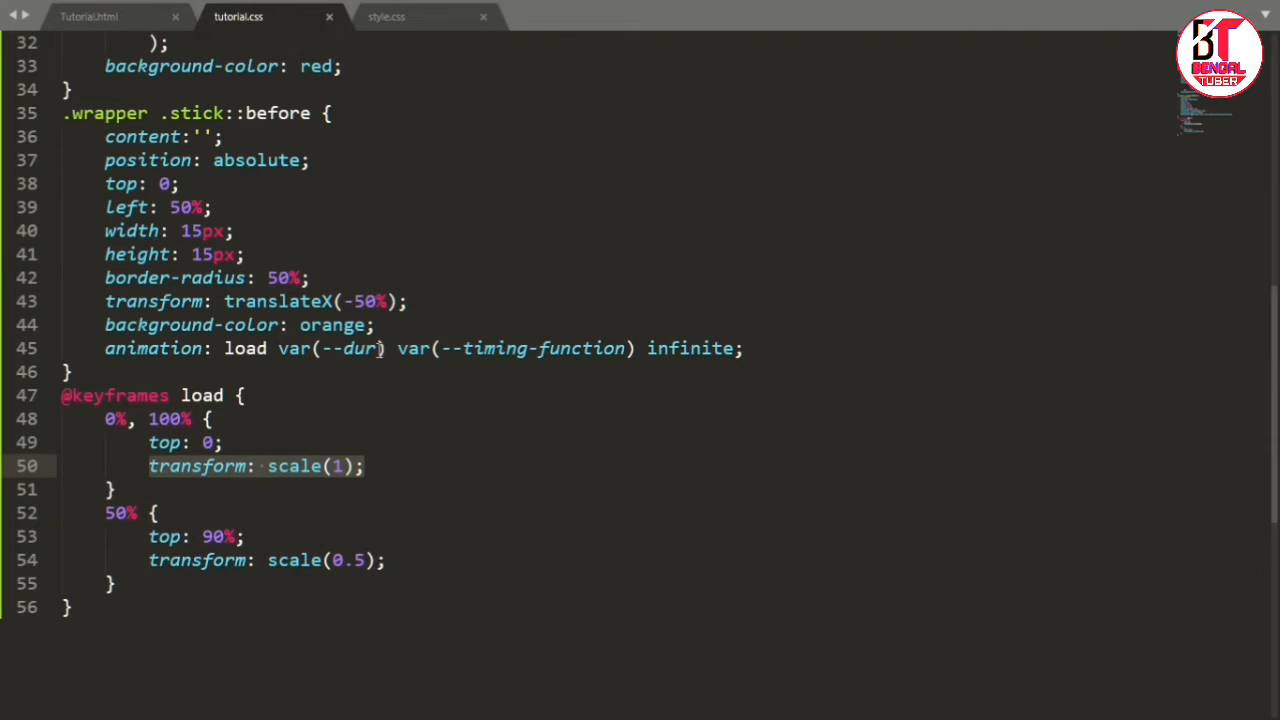 Tutorial.html × tutorial.css × style.css ×
BT
BENGAL
TUBER
32 );
33 background-color: red;
34 }
35 .wrapper .stick::before {
36 content:'';
37 position: absolute;
38 top: 0;
39 left: 50%;
40 width: 15px;
41 height: 15px;
42 border-radius: 50%;
43 transform: translateX(-50%);
44 background-color: orange;
45 animation: load var(--dur) var(--timing-function) infinite;
46 }
47 @keyframes load {
48 0%, 100% {
49 top: 0;
50 transform: scale(1);
51 }
52 50% {
53 top: 90%;
54 transform: scale(0.5);
55 }
56 }